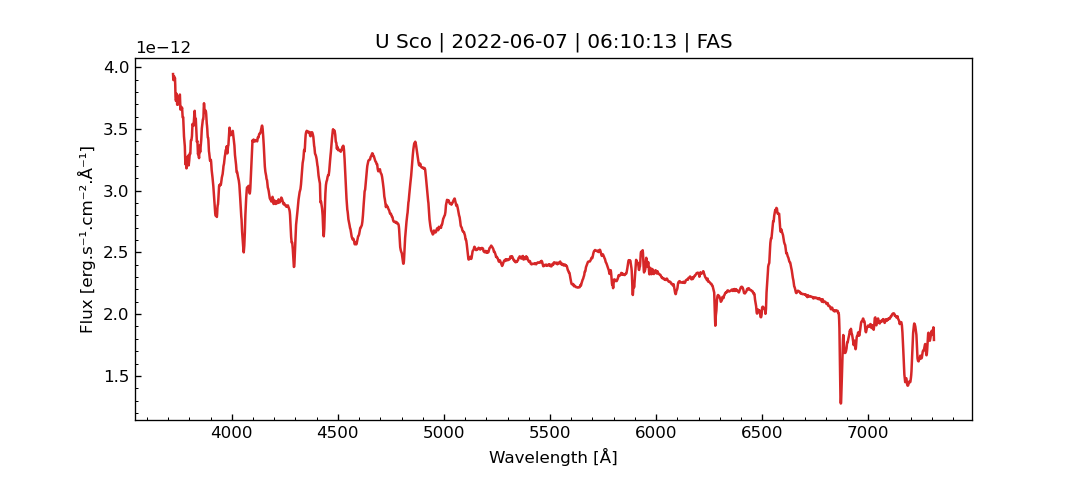 U Sco | 2022-06-07 | 06:10:13 | FAS
1e−12
4.0
3.5
3.0
2.5
2.0
1.5
Flux [erg.s⁻¹.cm⁻².Å⁻¹]
4000 4500 5000 5500 6000 6500 7000
Wavelength [Å]